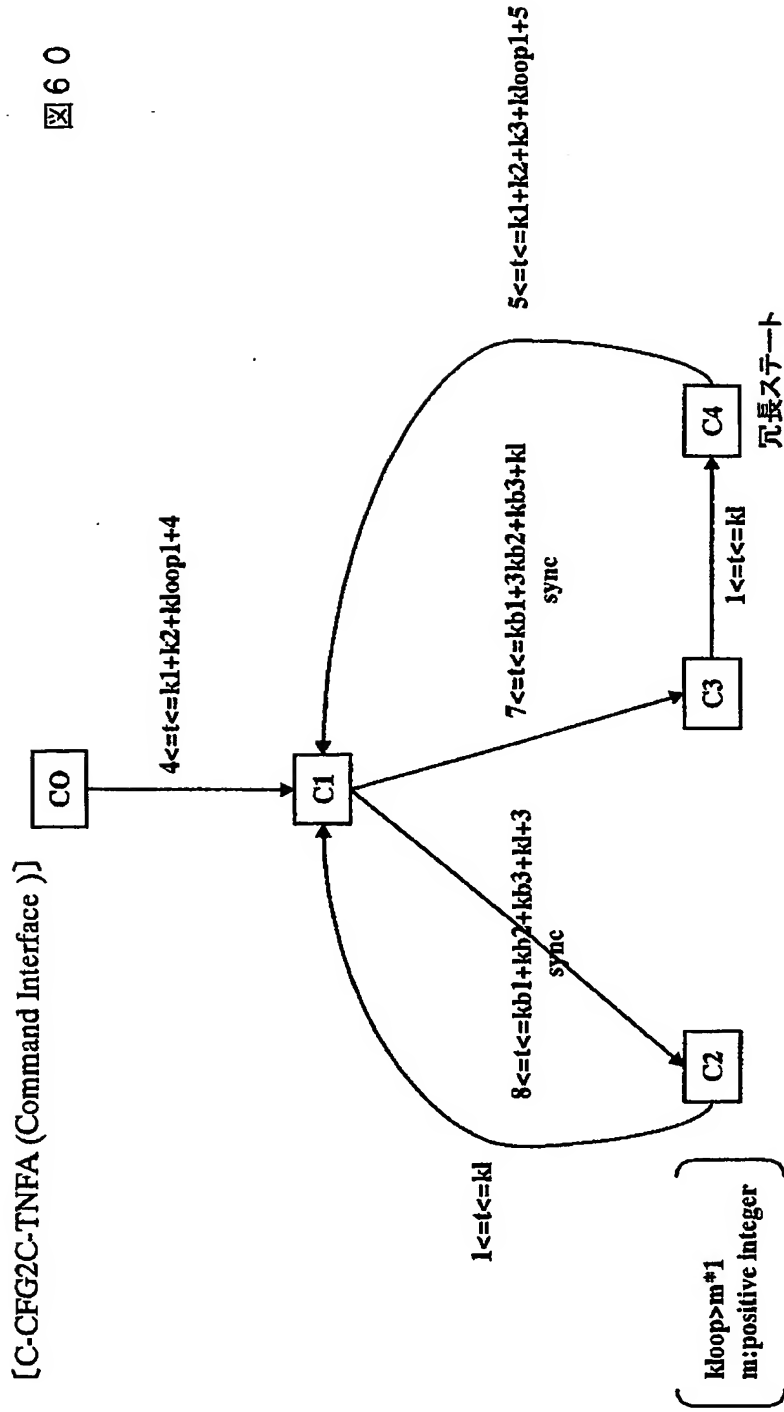 [C-CFG2C-TNFA (Command Interface )]
図60
C0
4<=t<=k1+k2+kloop1+4
C1
1<=t<=kl
8<=t<=kb1+kb2+kb3+kl+3
sync
7<=t<=kb1+3kb2+kb3+kl
sync
5<=t<=k1+k2+k3+kloop1+5
C2
C3
1<=t<=kl
C4
冗長ステート
kloop>m*1
m:positive integer